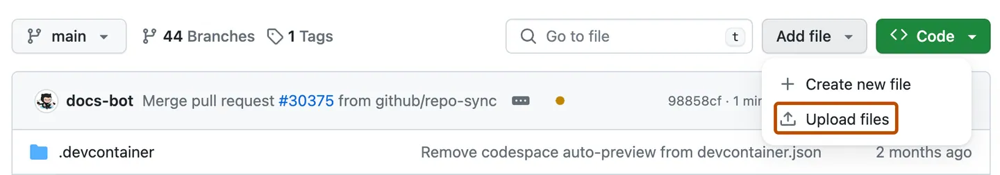 main 44 Branches 1 Tags Go to file t Add file Code
Create new file
docs-bot Merge pull request #30375 from github/repo-sync 98858cf · 1
Upload files
.devcontainer Remove codespace auto-preview from devcontainer.json 2 months ago